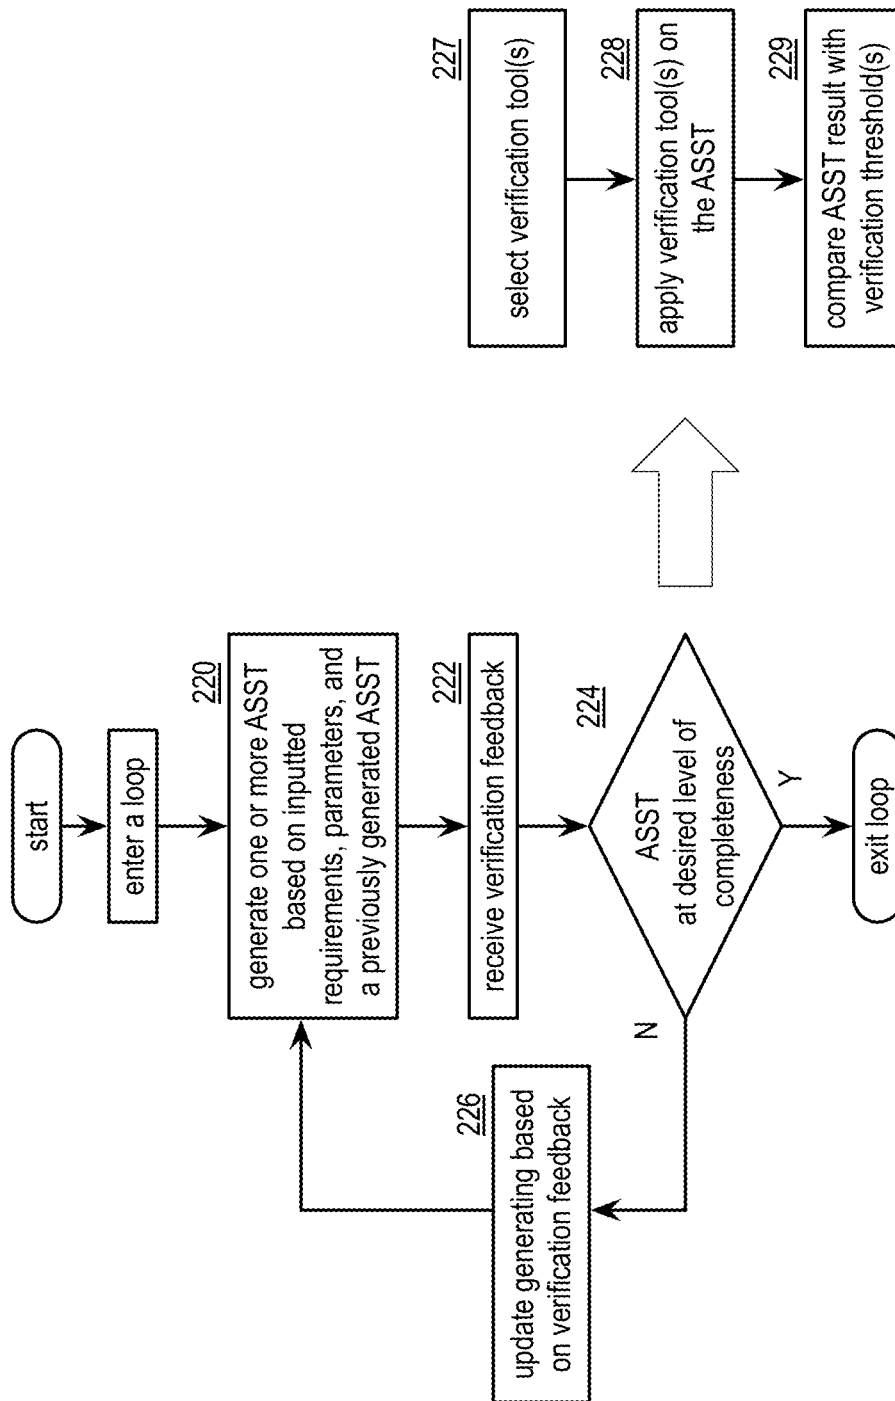 start
enter a loop
220
generate one or more ASST
based on inputted
requirements, parameters, and
a previously generated ASST
222
receive verification feedback
224
ASST
at desired level of
completeness
N
Y
226
update generating based
on verification feedback
exit loop
227
select verification tool(s)
228
apply verification tool(s) on
the ASST
229
compare ASST result with
verification threshold(s)